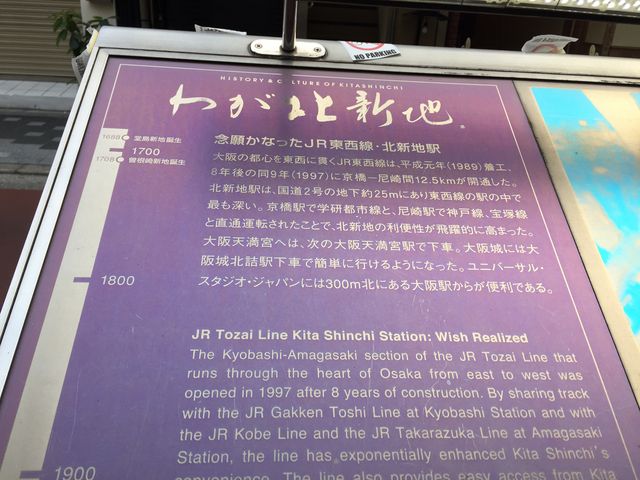 NO PARKING
HISTORY & CULTURE OF KITASHINCHI
わがまち新地
1688 堂島新地誕生
1700
1708 曽根崎新地誕生
1800
1900
念願かなったJR東西線・北新地駅
大阪の都心を東西に貫くJR東西線は、平成元年(1989)着工、
8年後の同9年(1997)に京橋―尼崎間12.5kmが開通した。
北新地駅は、国道2号の地下約25mにあり東西線の駅の中で
最も深い。京橋駅で学研都市線と、尼崎駅で神戸線、宝塚線
と直通運転されたことで、北新地の利便性が飛躍的に高まった。
大阪天満宮へは、次の大阪天満宮駅で下車。大阪城には大
阪城北詰駅下車で簡単に行けるようになった。ユニバーサル・
スタジオ・ジャパンには300m北にある大阪駅からが便利である。
JR Tozai Line Kita Shinchi Station: Wish Realized
The Kyobashi-Amagasaki section of the JR Tozai Line that
runs through the heart of Osaka from east to west was
opened in 1997 after 8 years of construction. By sharing track
with the JR Gakken Toshi Line at Kyobashi Station and with
the JR Kobe Line and the JR Takarazuka Line at Amagasaki
Station, the line has exponentially enhanced Kita Shinchi's
convenience. The line also provides easy access from Kita